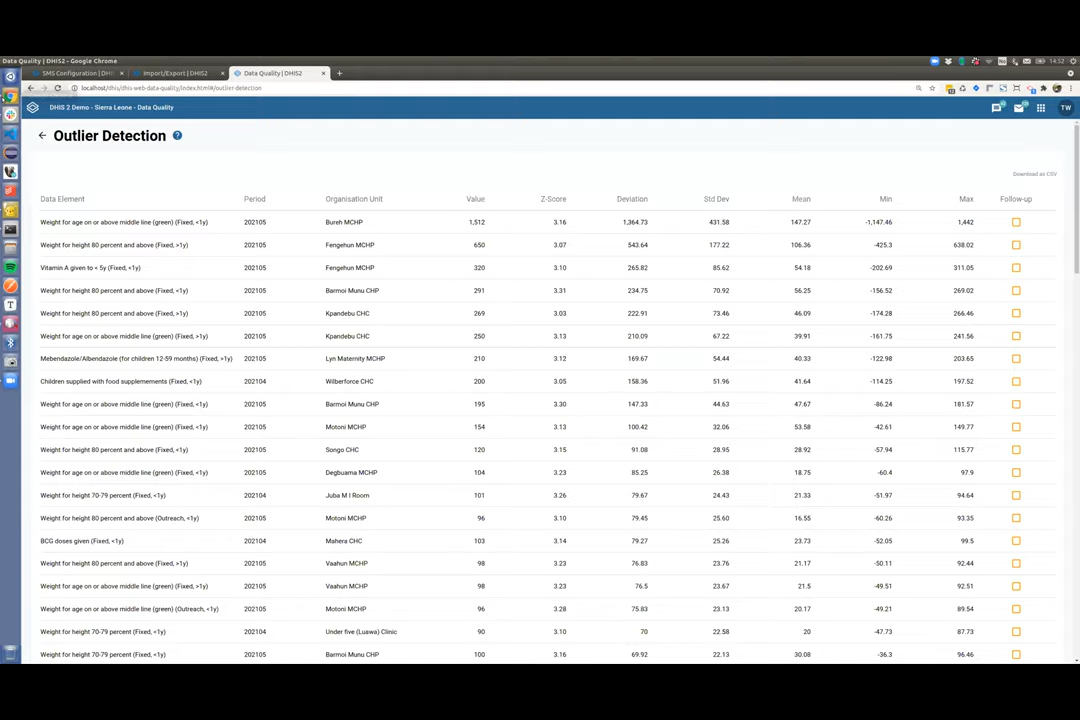 Data Quality | DHIS2 - Google Chrome
14:52
SMS Configuration | DHI
Import/Export | DHIS2
Data Quality | DHIS2
localhost/dhis/dhis-web-data-quality/index.html#/outlier-detection
DHIS 2 Demo - Sierra Leone - Data Quality TW
Outlier Detection ?
Download as CSV
Data Element Period Organisation Unit Value Z-Score Deviation Std Dev Mean Min Max Follow-up
Weight for age on or above middle line (green) (Fixed, <1y) 202105 Bureh MCHP 1,512 3.16 1,364.73 431.58 147.27 -1,147.46 1,442
Weight for height 80 percent and above (Fixed, >1y) 202105 Fengehun MCHP 650 3.07 543.64 177.22 106.36 -425.3 638.02
Vitamin A given to < 5y (Fixed, <1y) 202105 Fengehun MCHP 320 3.10 265.82 85.62 54.18 -202.69 311.05
Weight for height 80 percent and above (Fixed, <1y) 202105 Barmoi Munu CHP 291 3.31 234.75 70.92 56.25 -156.52 269.02
Weight for height 80 percent and above (Fixed, >1y) 202105 Kpandebu CHC 269 3.03 222.91 73.46 46.09 -174.28 266.46
Weight for age on or above middle line (green) (Fixed, >1y) 202105 Kpandebu CHC 250 3.13 210.09 67.22 39.91 -161.75 241.56
Mebendazole/Albendazole (for children 12-59 months) (Fixed, >1y) 202105 Lyn Maternity MCHP 210 3.12 169.67 54.44 40.33 -122.98 203.65
Children supplied with food supplemements (Fixed, <1y) 202104 Wilberforce CHC 200 3.05 158.36 51.96 41.64 -114.25 197.52
Weight for age on or above middle line (green) (Fixed, <1y) 202105 Barmoi Munu CHP 195 3.30 147.33 44.63 47.67 -86.24 181.57
Weight for age on or above middle line (green) (Fixed, <1y) 202105 Motoni MCHP 154 3.13 100.42 32.06 53.58 -42.61 149.77
Weight for height 80 percent and above (Fixed, <1y) 202105 Songo CHC 120 3.15 91.08 28.95 28.92 -57.94 115.77
Weight for age on or above middle line (green) (Fixed, <1y) 202105 Degbuama MCHP 104 3.23 85.25 26.38 18.75 -60.4 97.9
Weight for height 70-79 percent (Fixed, <1y) 202104 Juba M I Room 101 3.26 79.67 24.43 21.33 -51.97 94.64
Weight for height 80 percent and above (Outreach, <1y) 202105 Motoni MCHP 96 3.10 79.45 25.60 16.55 -60.26 93.35
BCG doses given (Fixed, <1y) 202104 Mahera CHC 103 3.14 79.27 25.26 23.73 -52.05 99.5
Weight for height 80 percent and above (Fixed, >1y) 202105 Vaahun MCHP 98 3.23 76.83 23.76 21.17 -50.11 92.44
Weight for age on or above middle line (green) (Fixed, >1y) 202105 Vaahun MCHP 98 3.23 76.5 23.67 21.5 -49.51 92.51
Weight for age on or above middle line (green) (Outreach, <1y) 202105 Motoni MCHP 96 3.28 75.83 23.13 20.17 -49.21 89.54
Weight for height 70-79 percent (Fixed, <1y) 202104 Under five (Luawa) Clinic 90 3.10 70 22.58 20 -47.73 87.73
Weight for height 70-79 percent (Fixed, <1y) 202105 Barmoi Munu CHP 100 3.16 69.92 22.13 30.08 -36.3 96.46